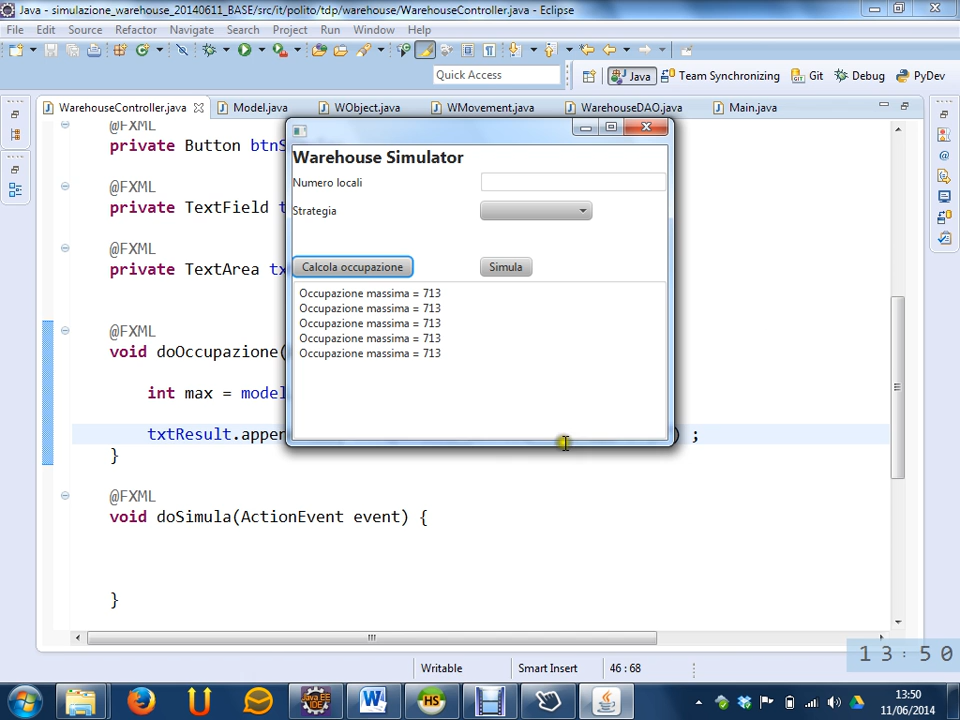 Java - simulazione_warehouse_20140611_BASE/src/it/polito/tdp/warehouse/WarehouseController.java - Eclipse
File Edit Source Refactor Navigate Search Project Run Window Help
Quick Access
Java Team Synchronizing Git Debug PyDev
WarehouseController.java Model.java WObject.java WMovement.java WarehouseDAO.java Main.java
@FXML
private Button btnS
@FXML
private TextField t
@FXML
private TextArea tx
@FXML
void doOccupazione(
int max = model
txtResult.appen ) ;
}
@FXML
void doSimula(ActionEvent event) {
}
Warehouse Simulator
Numero locali
Strategia
Calcola occupazione Simula
Occupazione massima = 713
Occupazione massima = 713
Occupazione massima = 713
Occupazione massima = 713
Occupazione massima = 713
Writable Smart Insert 46 : 68
13:50
Java EE
IDE
W
HS
13:50
11/06/2014